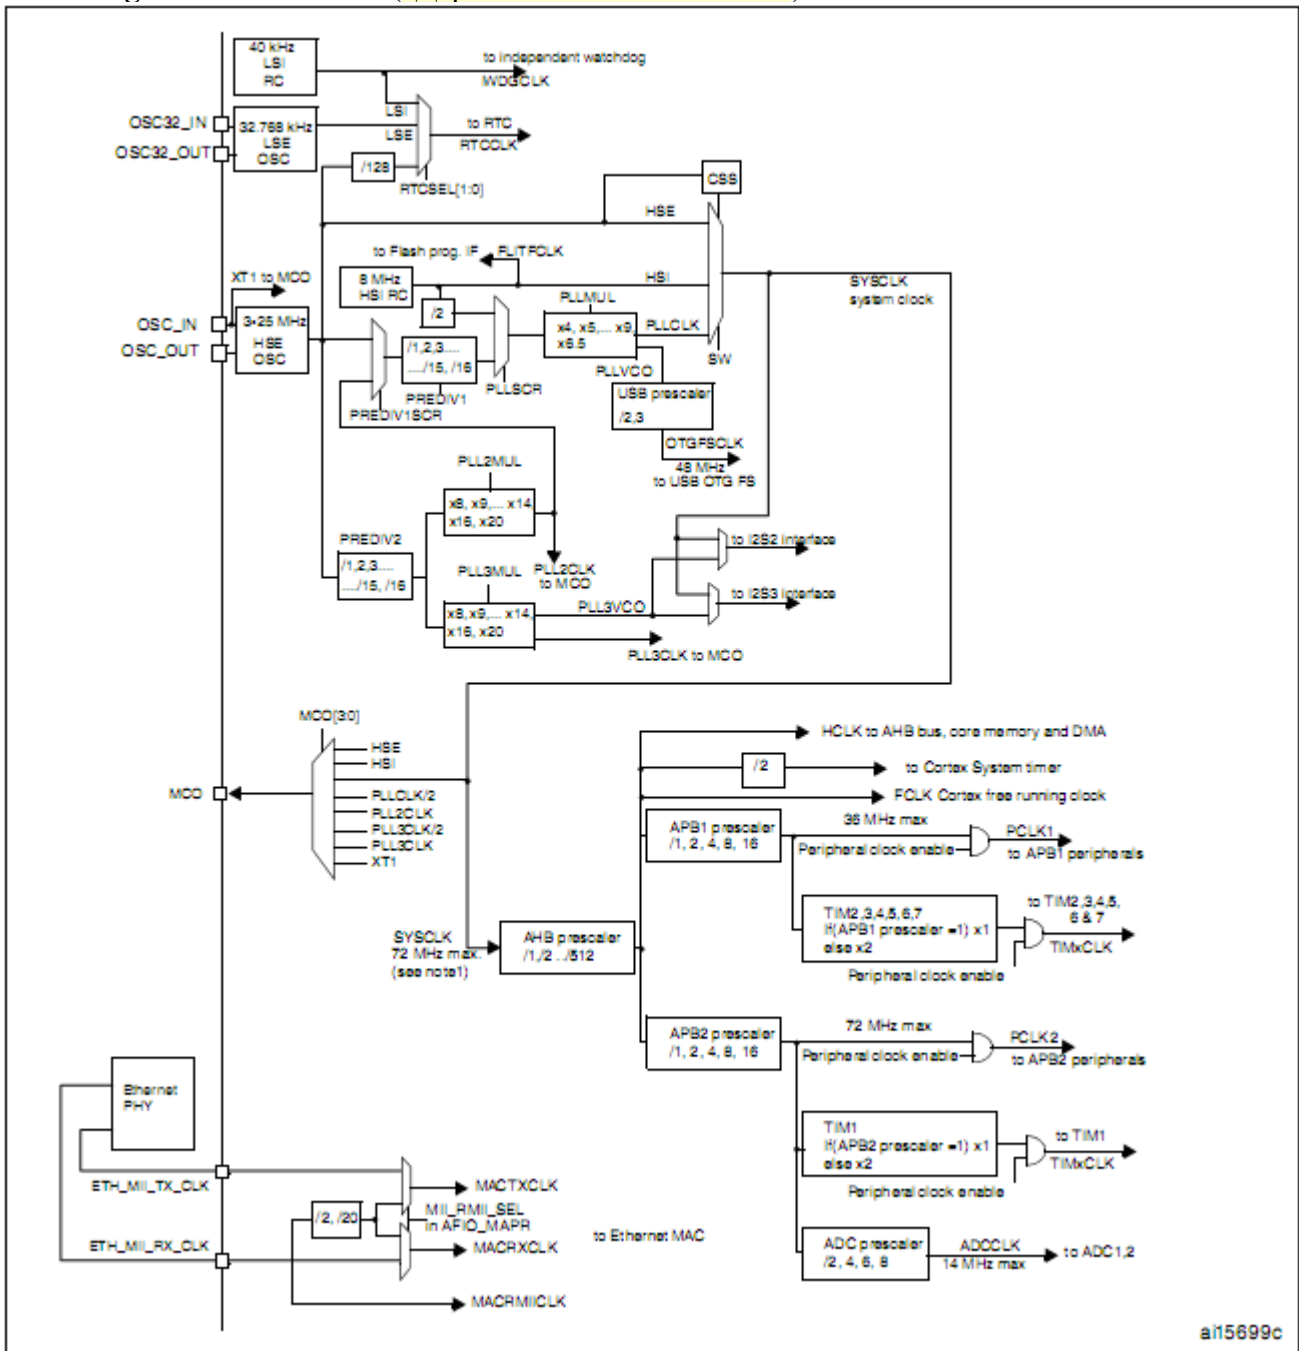 40 kHz
LSI
RC
to independent watchdog
IWDGCLK
OSC32_IN
OSC32_OUT
32.768 kHz
LSE
OSC
LSI
LSE
to RTC
RTCCLK
/128
RTCSEL[1:0]
CSS
HSE
to Flash prog. IF
FLITFCLK
XT1 to MCO
8 MHz
HSI RC
HSI
SYSCLK
system clock
/2
PLLMUL
OSC_IN
OSC_OUT
3-25 MHz
HSE
OSC
x4, x5,... x9,
x6.5
PLLCLK
/1,2,3....
..../15, /16
SW
PLLVCO
PLLSCR
PREDIV1
PREDIV1SCR
USB prescaler
/2,3
OTGFSCLK
48 MHz
to USB OTG FS
PLL2MUL
x8, x9,... x14,
x16, x20
PREDIV2
/1,2,3....
..../15, /16
to I2S2 interface
PLL2CLK
to MCO
PLL3MUL
x8, x9,... x14,
x16, x20
PLL3VCO
to I2S3 interface
PLL3CLK to MCO
MCO[3:0]
HSE
HSI
MCO
PLLCLK/2
PLL2CLK
PLL3CLK/2
PLL3CLK
XT1
HCLK to AHB bus, core memory and DMA
/2
to Cortex System timer
FCLK Cortex free running clock
APB1 prescaler
/1, 2, 4, 8, 16
36 MHz max
Peripheral clock enable
PCLK1
to APB1 peripherals
TIM2,3,4,5,6,7
If(APB1 prescaler =1) x1
else x2
to TIM2,3,4,5,
6 & 7
TIMxCLK
Peripheral clock enable
SYSCLK
72 MHz max.
(see note1)
AHB prescaler
/1,/2 ../512
APB2 prescaler
/1, 2, 4, 8, 16
72 MHz max
Peripheral clock enable
PCLK2
to APB2 peripherals
TIM1
If(APB2 prescaler =1) x1
else x2
to TIM1
TIMxCLK
Peripheral clock enable
Ethernet
PHY
ETH_MII_TX_CLK
MACTXCLK
/2, /20
MII_RMII_SEL
in AFIO_MAPR
to Ethernet MAC
ETH_MII_RX_CLK
MACRXCLK
ADC prescaler
/2, 4, 6, 8
ADCCLK
14 MHz max
to ADC1,2
MACRMIICLK
ai15699c